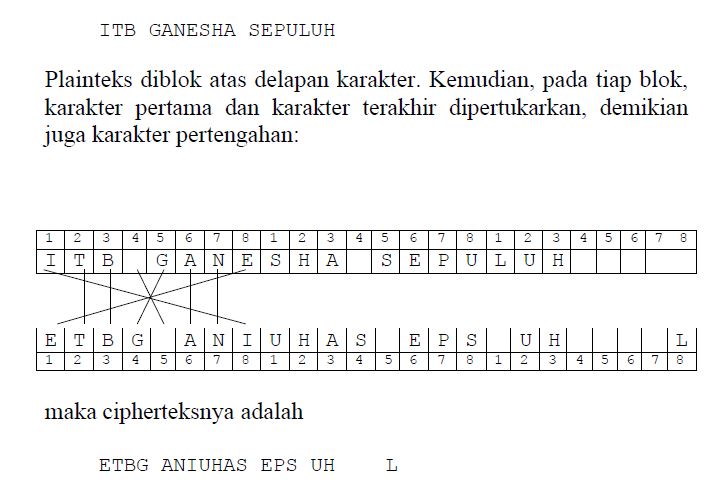 ITB GANESHA SEPULUH
Plainteks diblok atas delapan karakter. Kemudian, pada tiap blok,
karakter pertama dan karakter terakhir dipertukarkan, demikian
juga karakter pertengahan:
1 2 3 4 5 6 7 8 1 2 3 4 5 6 7 8 1 2 3 4 5 6 7 8
I T B   G A N E S H A   S E P U L U H
E T B G   A N I U H A S   E P S   U H         L
1 2 3 4 5 6 7 8 1 2 3 4 5 6 7 8 1 2 3 4 5 6 7 8
maka cipherteksnya adalah
ETBG ANIUHAS EPS UH    L